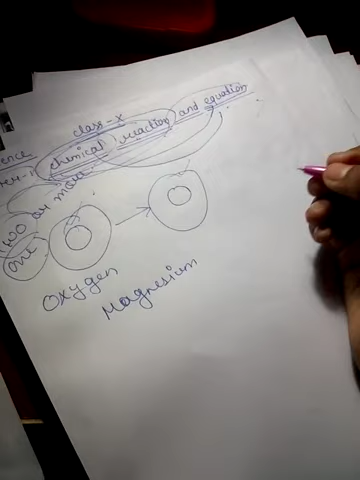 class-x
ence
chemical reaction and equation
two or more
one
Oxygen
Magnesium